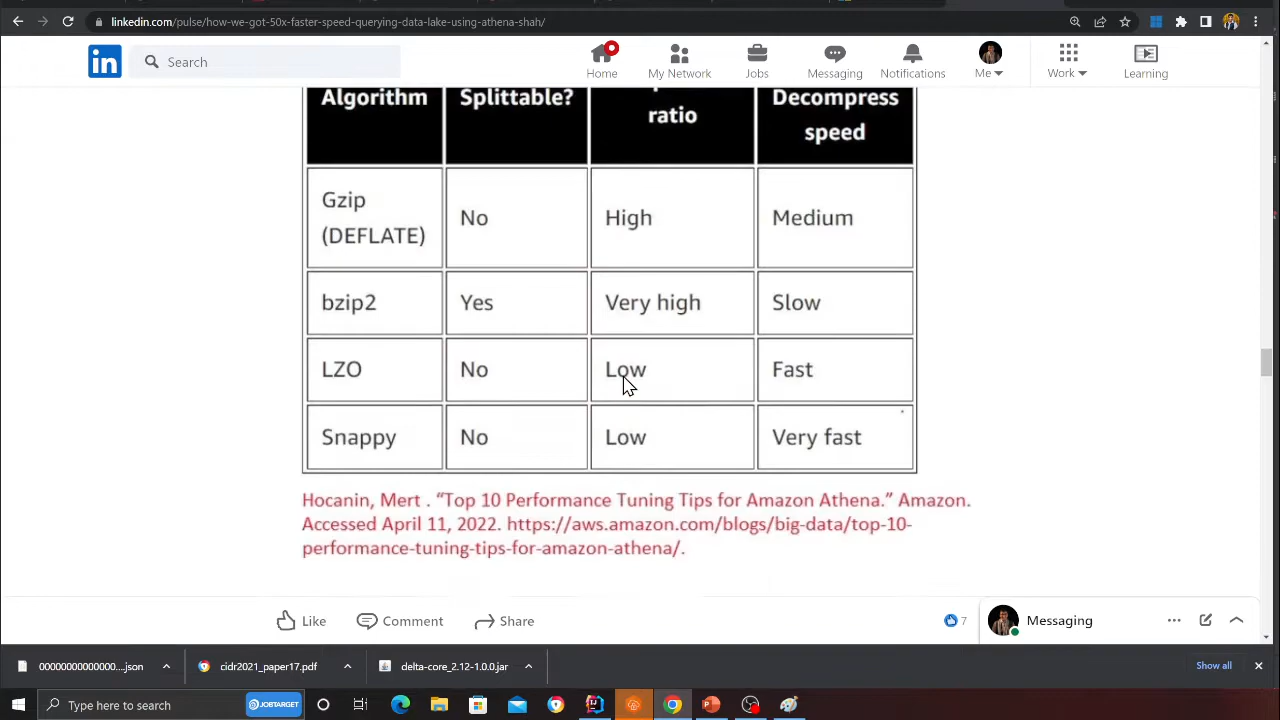 linkedin.com/pulse/how-we-got-50x-faster-speed-querying-data-lake-using-athena-shah/
in
Search
Home
My Network
Jobs
Messaging
Notifications
Me
Work
Learning
Algorithm
Splittable?
ratio
Decompress
speed
Gzip
(DEFLATE)
No
High
Medium
bzip2
Yes
Very high
Slow
LZO
No
Low
Fast
Snappy
No
Low
Very fast
Hocanin, Mert . “Top 10 Performance Tuning Tips for Amazon Athena.” Amazon.
Accessed April 11, 2022. https://aws.amazon.com/blogs/big-data/top-10-
performance-tuning-tips-for-amazon-athena/.
Like
Comment
Share
7
Messaging
00000000000000....json
cidr2021_paper17.pdf
delta-core_2.12-1.0.0.jar
Show all
Type here to search
JOBTARGET